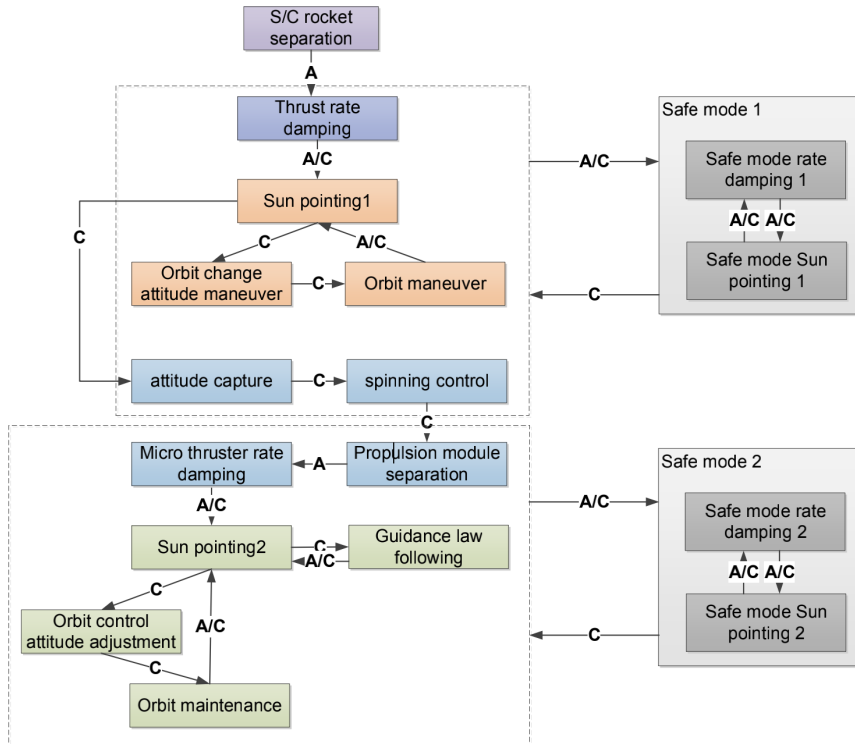 S/C rocket
separation
A
Thrust rate
damping
A/C
Sun pointing1
C
C
A/C
Orbit change
attitude maneuver
C
Orbit maneuver
attitude capture
C
spinning control
C
A/C
C
Safe mode 1
Safe mode rate
damping 1
A/C
A/C
Safe mode Sun
pointing 1
Micro thruster rate
damping
A
Propulsion module
separation
A/C
Sun pointing2
C
A/C
Guidance law
following
C
A/C
Orbit control
attitude adjustment
C
Orbit maintenance
A/C
C
Safe mode 2
Safe mode rate
damping 2
A/C
A/C
Safe mode Sun
pointing 2